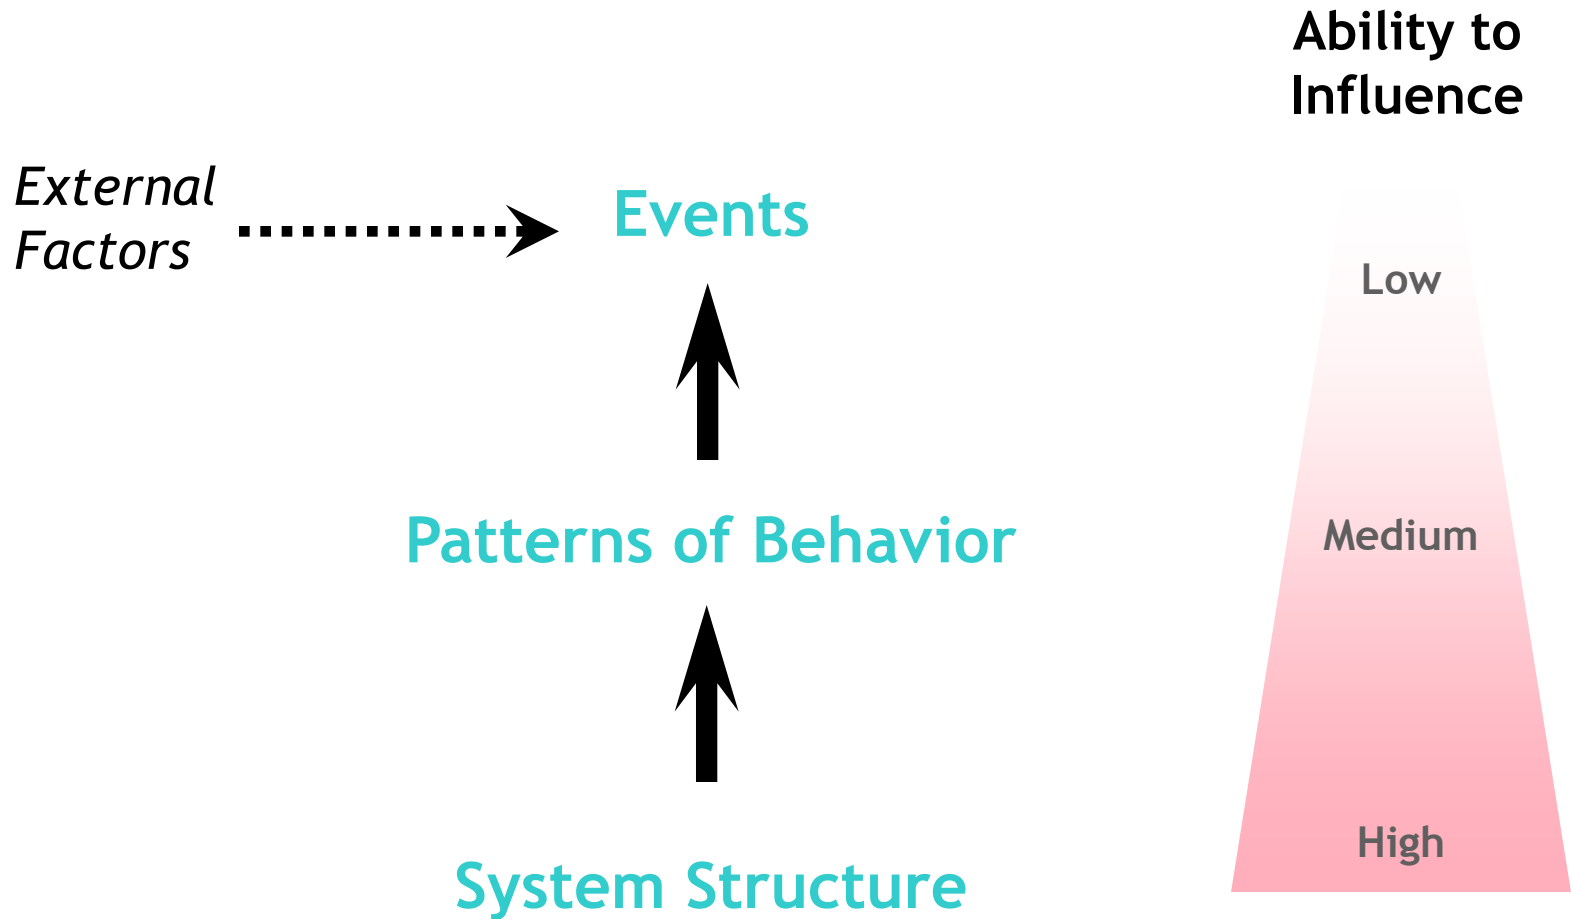 Ability to
Influence
External
Factors
Events
Low
Patterns of Behavior
Medium
High
System Structure